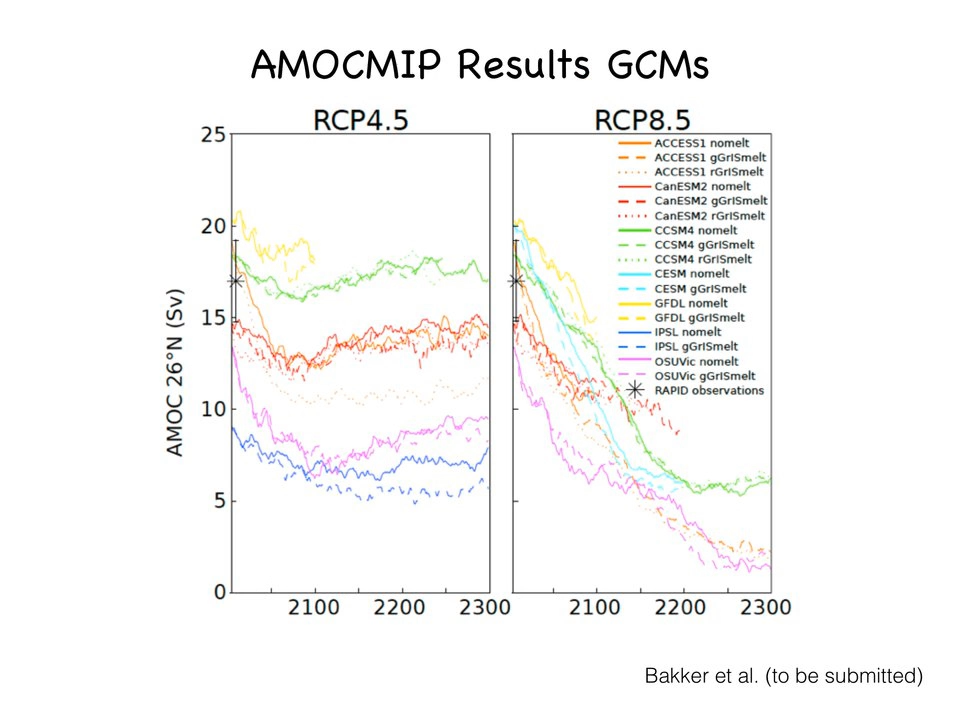 AMOCMIP Results GCMs
RCP4.5
RCP8.5
AMOC 26°N (Sv)
25
20
15
10
5
0
2100
2200
2300
2100
2200
2300
ACCESS1 nomelt
ACCESS1 gGrISmelt
ACCESS1 rGrISmelt
CanESM2 nomelt
CanESM2 gGrISmelt
CanESM2 rGrISmelt
CCSM4 nomelt
CCSM4 gGrISmelt
CCSM4 rGrISmelt
CESM nomelt
CESM gGrISmelt
GFDL nomelt
GFDL gGrISmelt
IPSL nomelt
IPSL gGrISmelt
OSUVic nomelt
OSUVic gGrISmelt
RAPID observations
Bakker et al. (to be submitted)